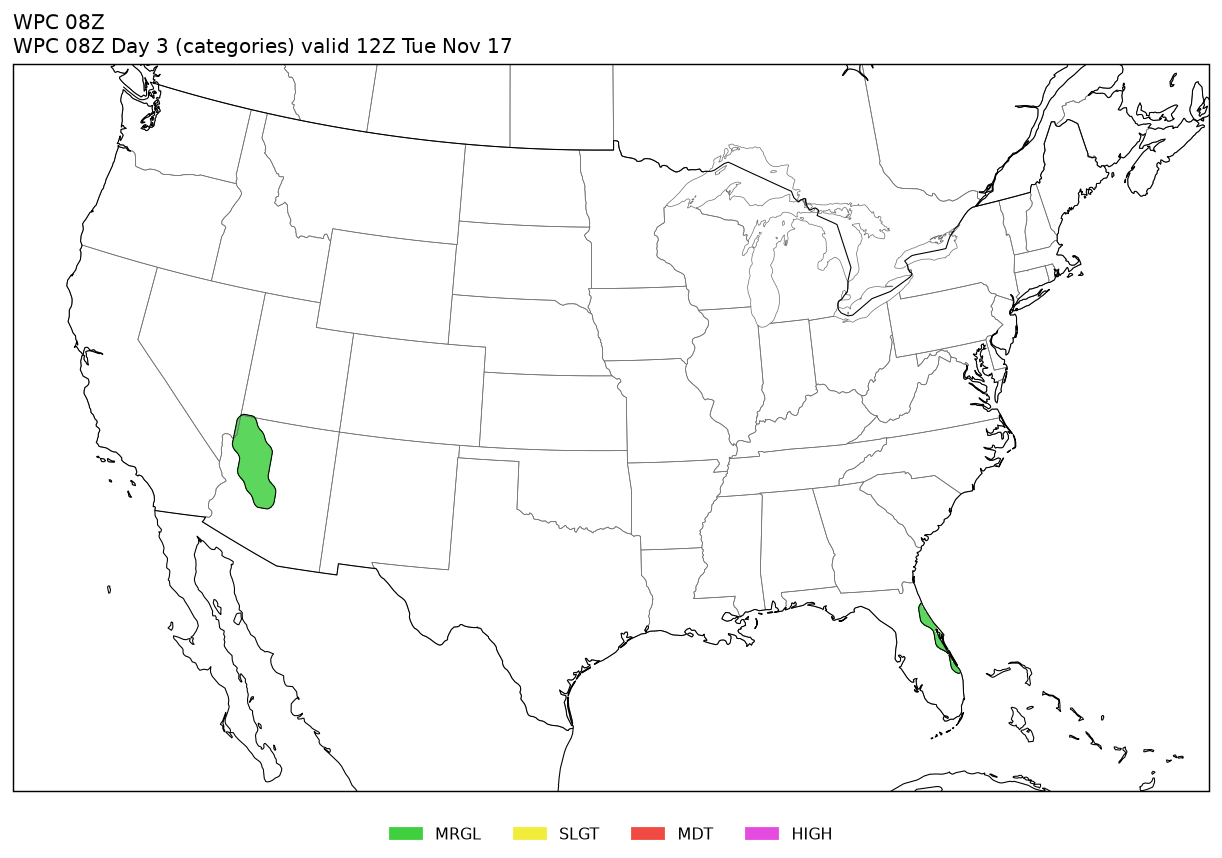 WPC 08Z
WPC 08Z Day 3 (categories) valid 12Z Tue Nov 17
MRGL SLGT MDT HIGH